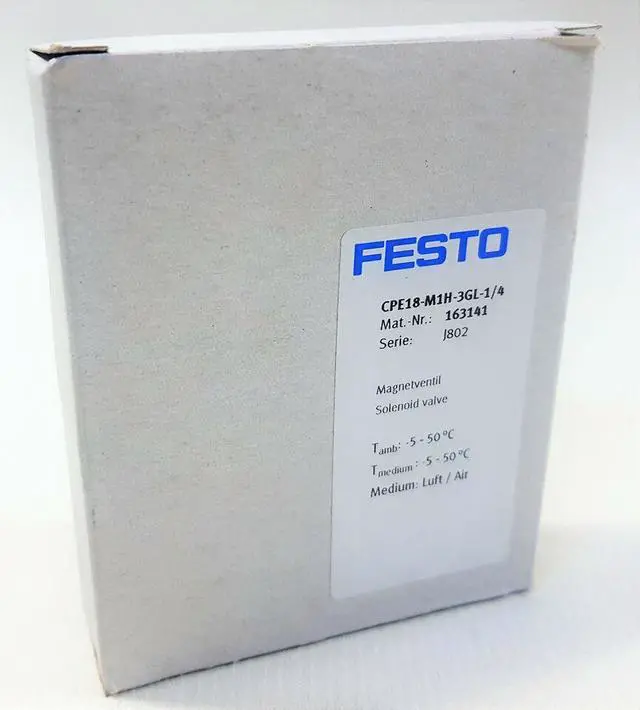 FESTO
CPE18-M1H-3GL-1/4
Mat.-Nr.: 163141
Serie: J802
Magnetventil
Solenoid valve
Tamb: -5 - 50 °C
Tmedium : -5 - 50 °C
Medium: Luft / Air